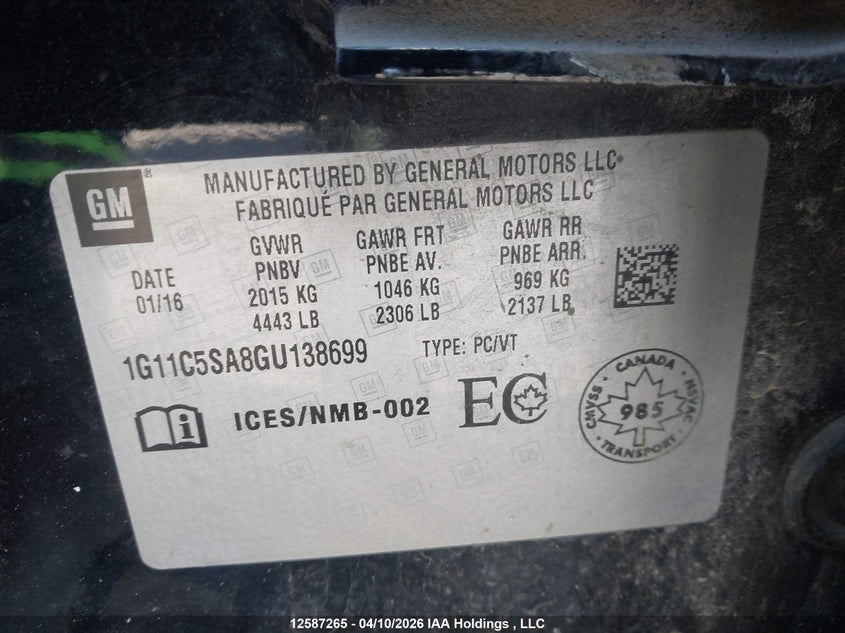 GM
MANUFACTURED BY GENERAL MOTORS LLC
FABRIQUÉ PAR GENERAL MOTORS LLC
DATE
01/16
GVWR
PNBV
2015 KG
4443 LB
GAWR FRT
PNBE AV.
1046 KG
2306 LB
GAWR RR
PNBE ARR.
969 KG
2137 LB
1G11C5SA8GU138699 TYPE: PC/VT
ICES/NMB-002
EC
CANADA
CMVSS 985 NSVAC
TRANSPORT
12587265 - 04/10/2026 IAA Holdings , LLC